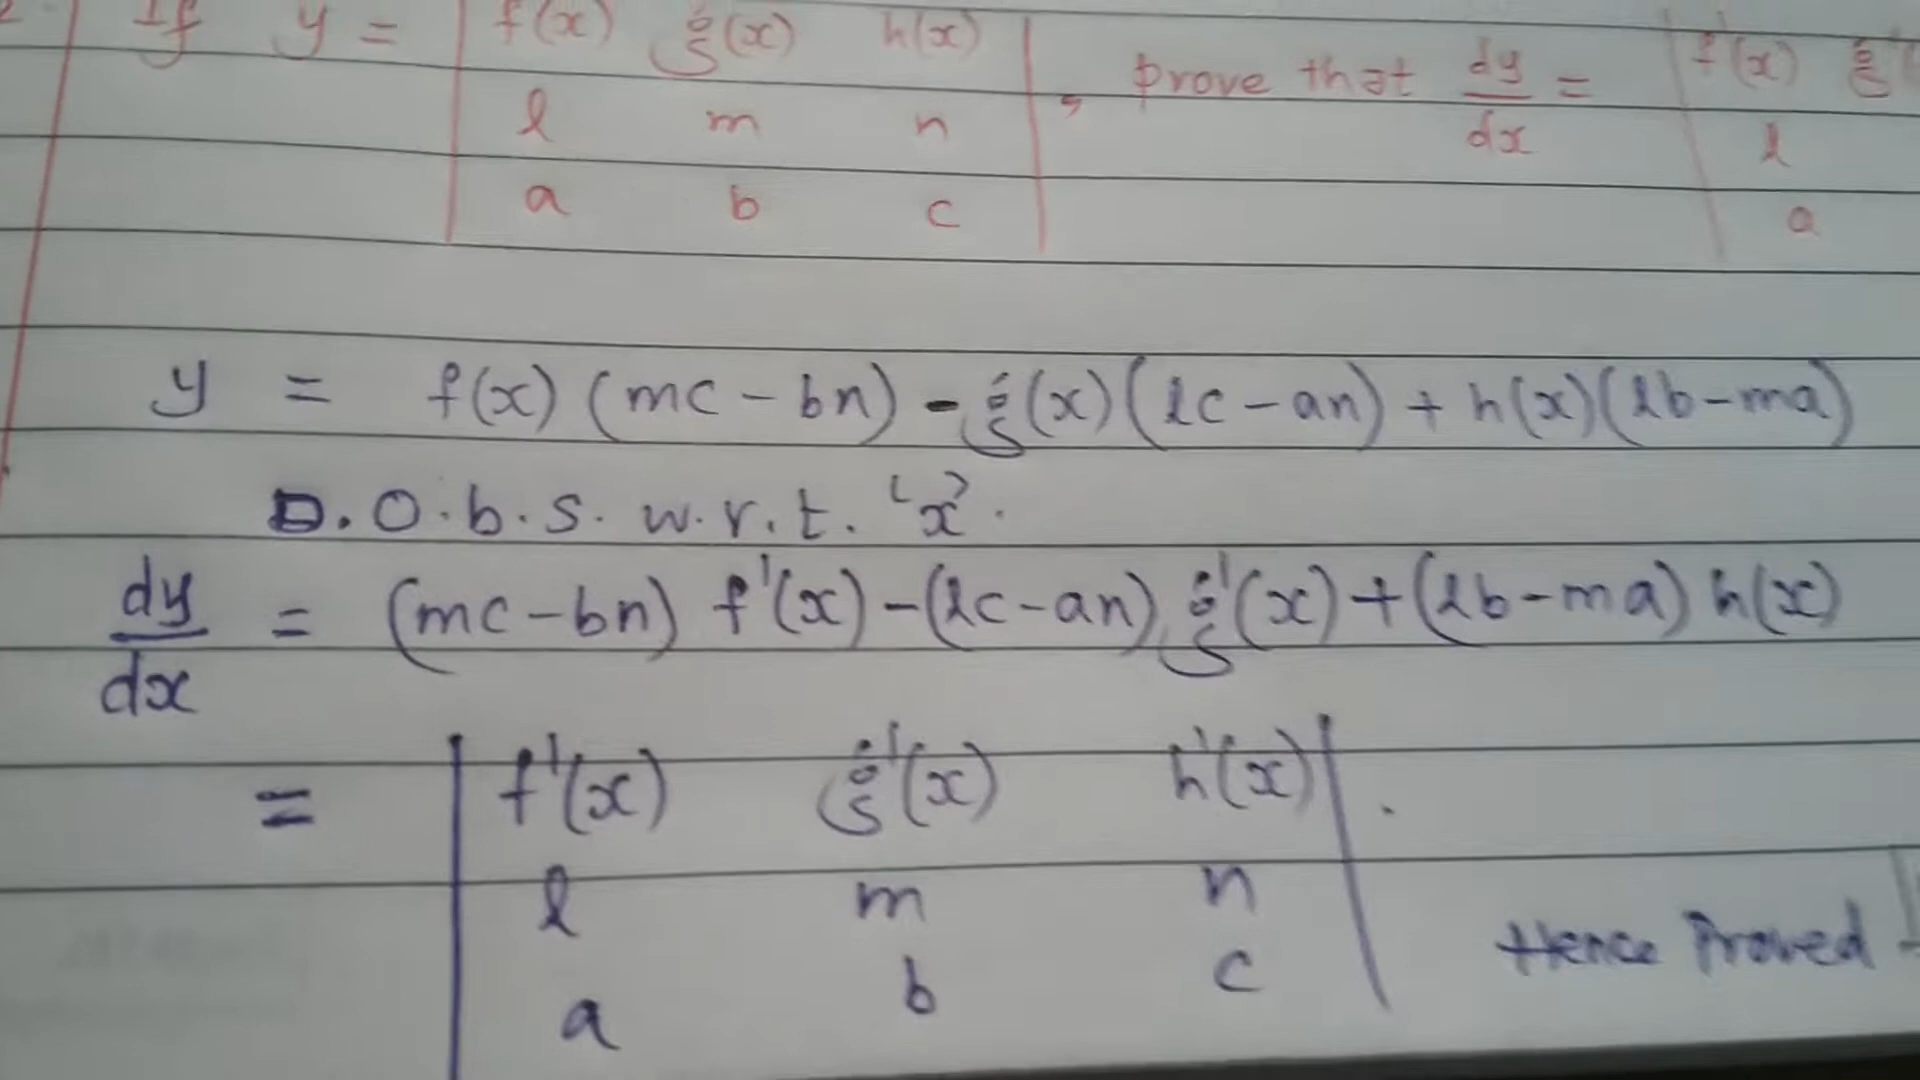 If y = | f(x) g(x) h(x) | , prove that dy/dx = | f'(x) g
l m n l
a b c a
y = f(x) (mc - bn) - g(x) (lc - an) + h(x) (lb - ma)
D.O.b.s. w.r.t. 'x'.
dy/dx = (mc - bn) f'(x) - (lc - an) g'(x) + (lb - ma) h(x)
= | f'(x) g'(x) h'(x) | .
l m n
a b c
Hence Proved